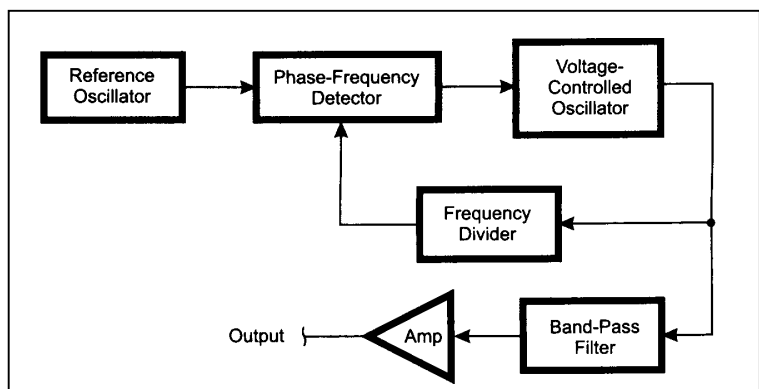 Reference
Oscillator
Phase-Frequency
Detector
Voltage-
Controlled
Oscillator
Frequency
Divider
Output
Amp
Band-Pass
Filter